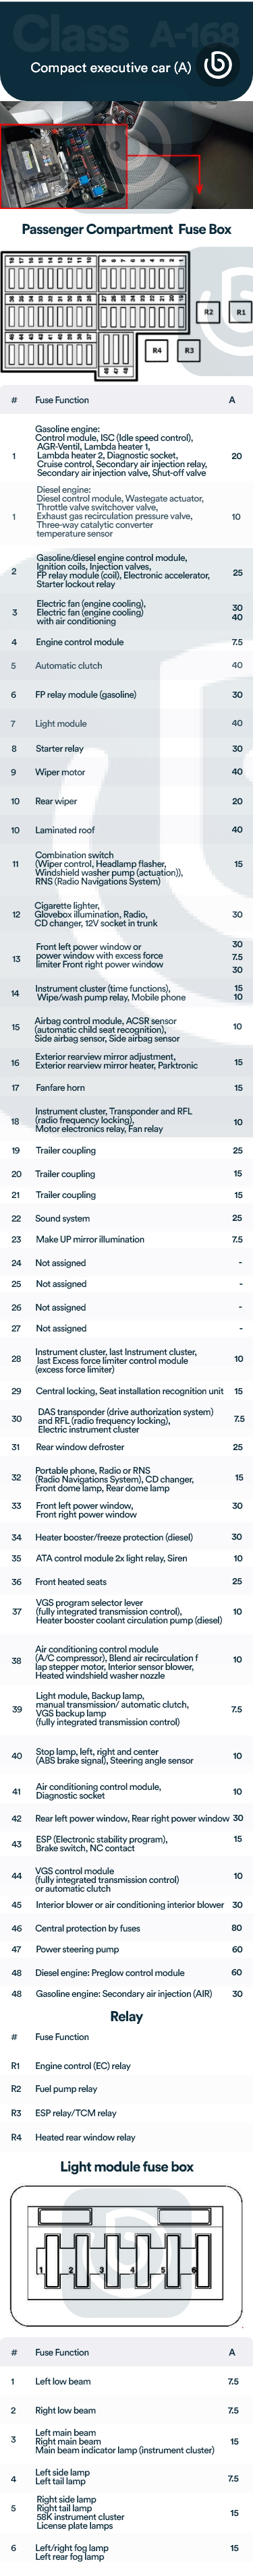 Class A-168
Compact executive car (A)
Passenger Compartment Fuse Box
R2
R1
R4
R3
# Fuse Function A
Gasoline engine:
Control module, ISC (Idle speed control),
AGR-Ventil, Lambda heater 1,
1 Lambda heater 2, Diagnostic socket, 20
Cruise control, Secondary air injection relay,
Secondary air injection valve, Shut-off valve
Diesel engine:
Diesel control module, Wastegate actuator,
Throttle valve switchover valve,
1 Exhaust gas recirculation pressure valve, 10
Three-way catalytic converter
temperature sensor
Gasoline/diesel engine control module,
2 Ignition coils, Injection valves, 25
FP relay module (coil), Electronic accelerator,
Starter lockout relay
Electric fan (engine cooling), 30
3 Electric fan (engine cooling) 40
with air conditioning
4 Engine control module 7.5
5 Automatic clutch 40
6 FP relay module (gasoline) 30
7 Light module 40
8 Starter relay 30
9 Wiper motor 40
10 Rear wiper 20
10 Laminated roof 40
Combination switch
11 (Wiper control, Headlamp flasher, 15
Windshield washer pump (actuation)),
RNS (Radio Navigations System)
Cigarette lighter,
12 Glovebox illumination, Radio, 30
CD changer, 12V socket in trunk
Front left power window or 30
13 power window with excess force 7.5
limiter Front right power window 30
14 Instrument cluster (time functions), 15
Wipe/wash pump relay, Mobile phone 10
Airbag control module, ACSR sensor
15 (automatic child seat recognition), 10
Side airbag sensor, Side airbag sensor
16 Exterior rearview mirror adjustment, 15
Exterior rearview mirror heater, Parktronic
17 Fanfare horn 15
Instrument cluster, Transponder and RFL
18 (radio frequency locking), 10
Motor electronics relay, Fan relay
19 Trailer coupling 25
20 Trailer coupling 15
21 Trailer coupling 15
22 Sound system 25
23 Make UP mirror illumination 7.5
24 Not assigned -
25 Not assigned -
26 Not assigned -
27 Not assigned -
Instrument cluster, last Instrument cluster,
28 last Excess force limiter control module 10
(excess force limiter)
29 Central locking, Seat installation recognition unit 15
DAS transponder (drive authorization system)
30 and RFL (radio frequency locking), 7.5
Electric instrument cluster
31 Rear window defroster 25
Portable phone, Radio or RNS
32 (Radio Navigations System), CD changer, 15
Front dome lamp, Rear dome lamp
33 Front left power window, 30
Front right power window
34 Heater booster/freeze protection (diesel) 30
35 ATA control module 2x light relay, Siren 10
36 Front heated seats 25
VGS program selector lever
37 (fully integrated transmission control), 10
Heater booster coolant circulation pump (diesel)
Air conditioning control module
38 (A/C compressor), Blend air recirculation f 10
lap stepper motor, Interior sensor blower,
Heated windshield washer nozzle
Light module, Backup lamp,
39 manual transmission/ automatic clutch, 7.5
VGS backup lamp
(fully integrated transmission control)
40 Stop lamp, left, right and center 10
(ABS brake signal), Steering angle sensor
41 Air conditioning control module, 10
Diagnostic socket
42 Rear left power window, Rear right power window 30
43 ESP (Electronic stability program), 15
Brake switch, NC contact
VGS control module
44 (fully integrated transmission control) 10
or automatic clutch
45 Interior blower or air conditioning interior blower 30
46 Central protection by fuses 80
47 Power steering pump 60
48 Diesel engine: Preglow control module 60
48 Gasoline engine: Secondary air injection (AIR) 30
Relay
# Fuse Function
R1 Engine control (EC) relay
R2 Fuel pump relay
R3 ESP relay/TCM relay
R4 Heated rear window relay
Light module fuse box
1 2 3 4 5 6
# Fuse Function A
1 Left low beam 7.5
2 Right low beam 7.5
Left main beam
3 Right main beam 15
Main beam indicator lamp (instrument cluster)
4 Left side lamp 7.5
Left tail lamp
Right side lamp
5 Right tail lamp 15
58K instrument cluster
License plate lamps
6 Left/right fog lamp 15
Left rear fog lamp